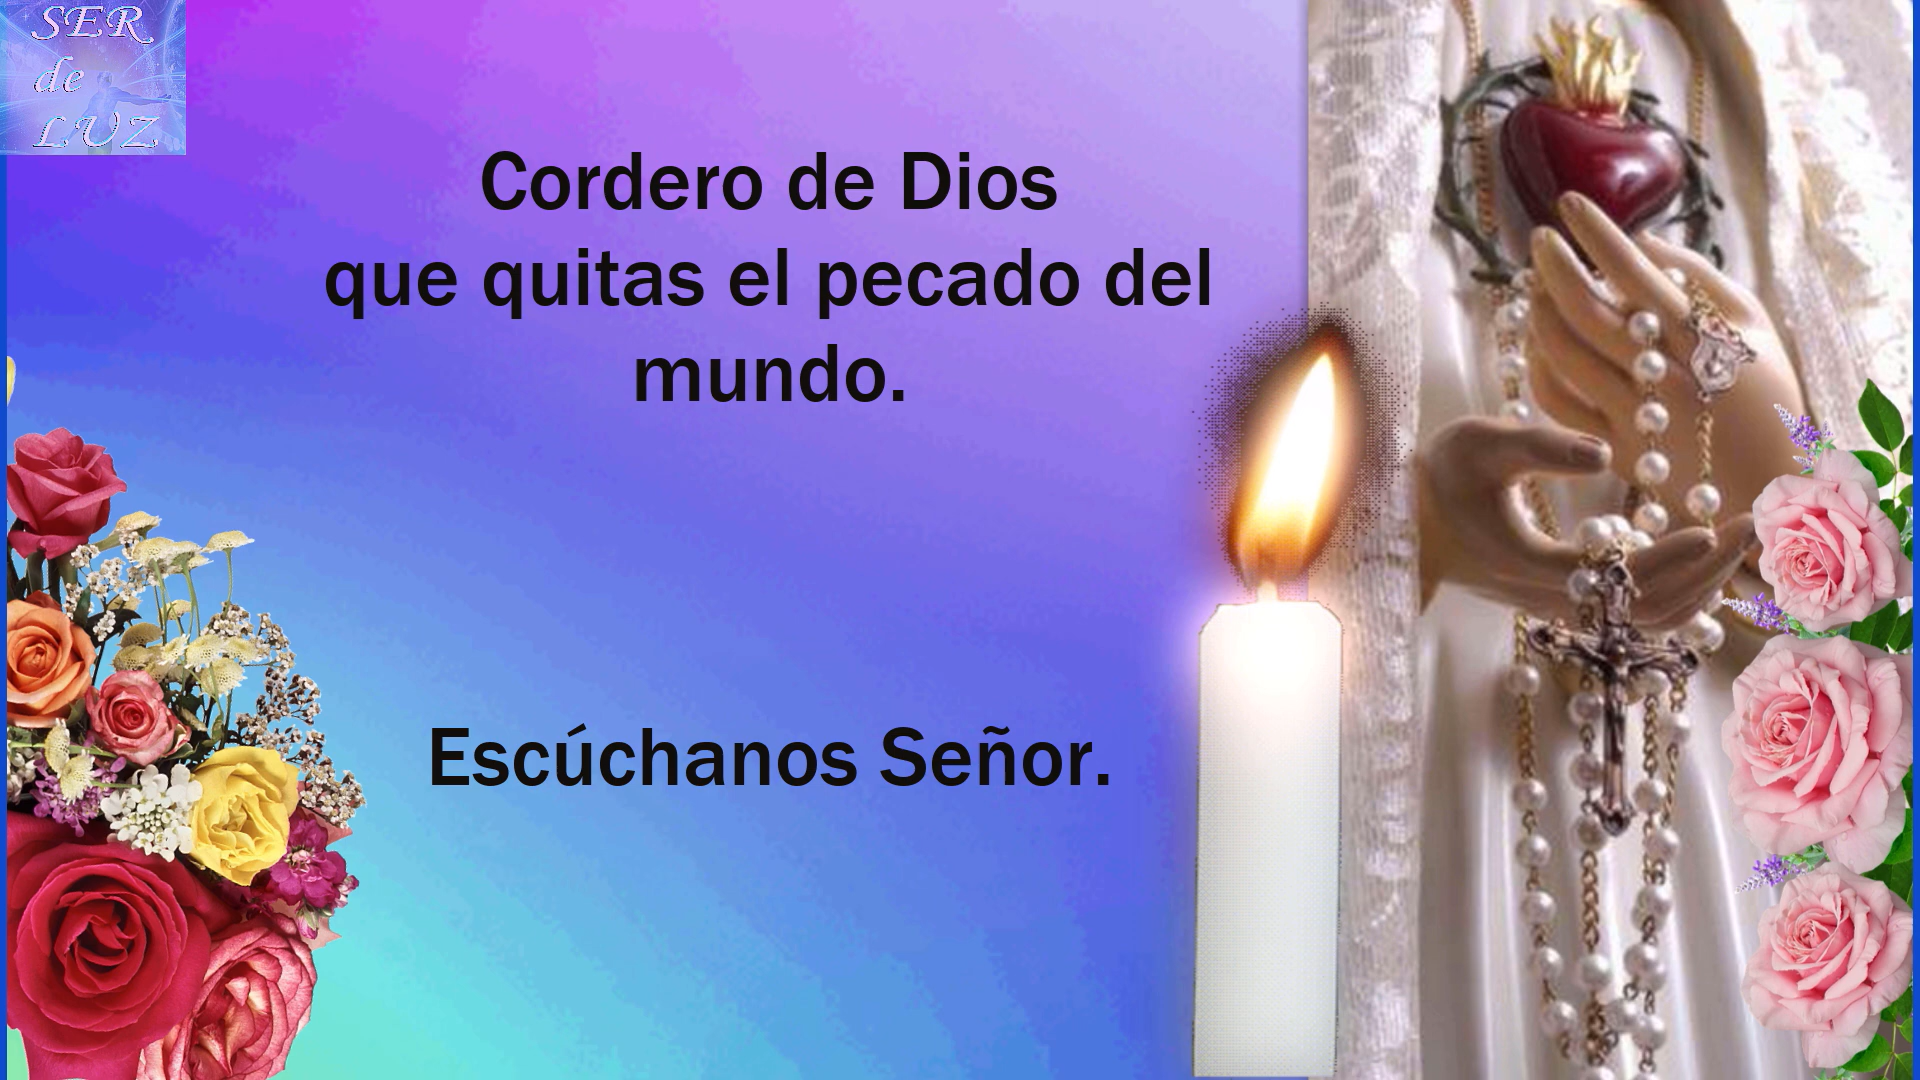 SER
de
LUZ
Cordero de Dios
que quitas el pecado del
mundo.
Escúchanos Señor.